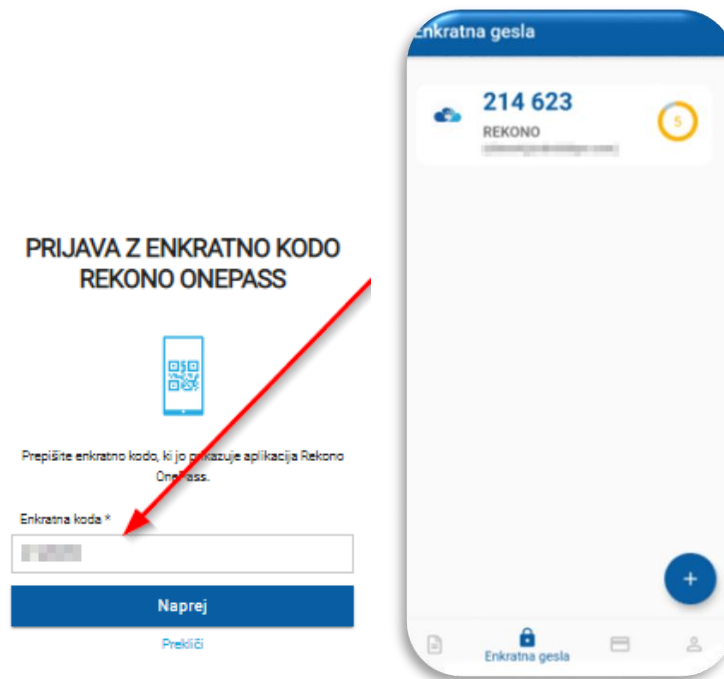 PRIJAVA Z ENKRATNO KODO
REKONO ONEPASS
Prepišite enkratno kodo, ki jo prikazuje aplikacija Rekono
OnePass.
Enkratna koda *
Naprej
Prekliči
Enkratna gesla
214 623
5
REKONO
+
Enkratna gesla